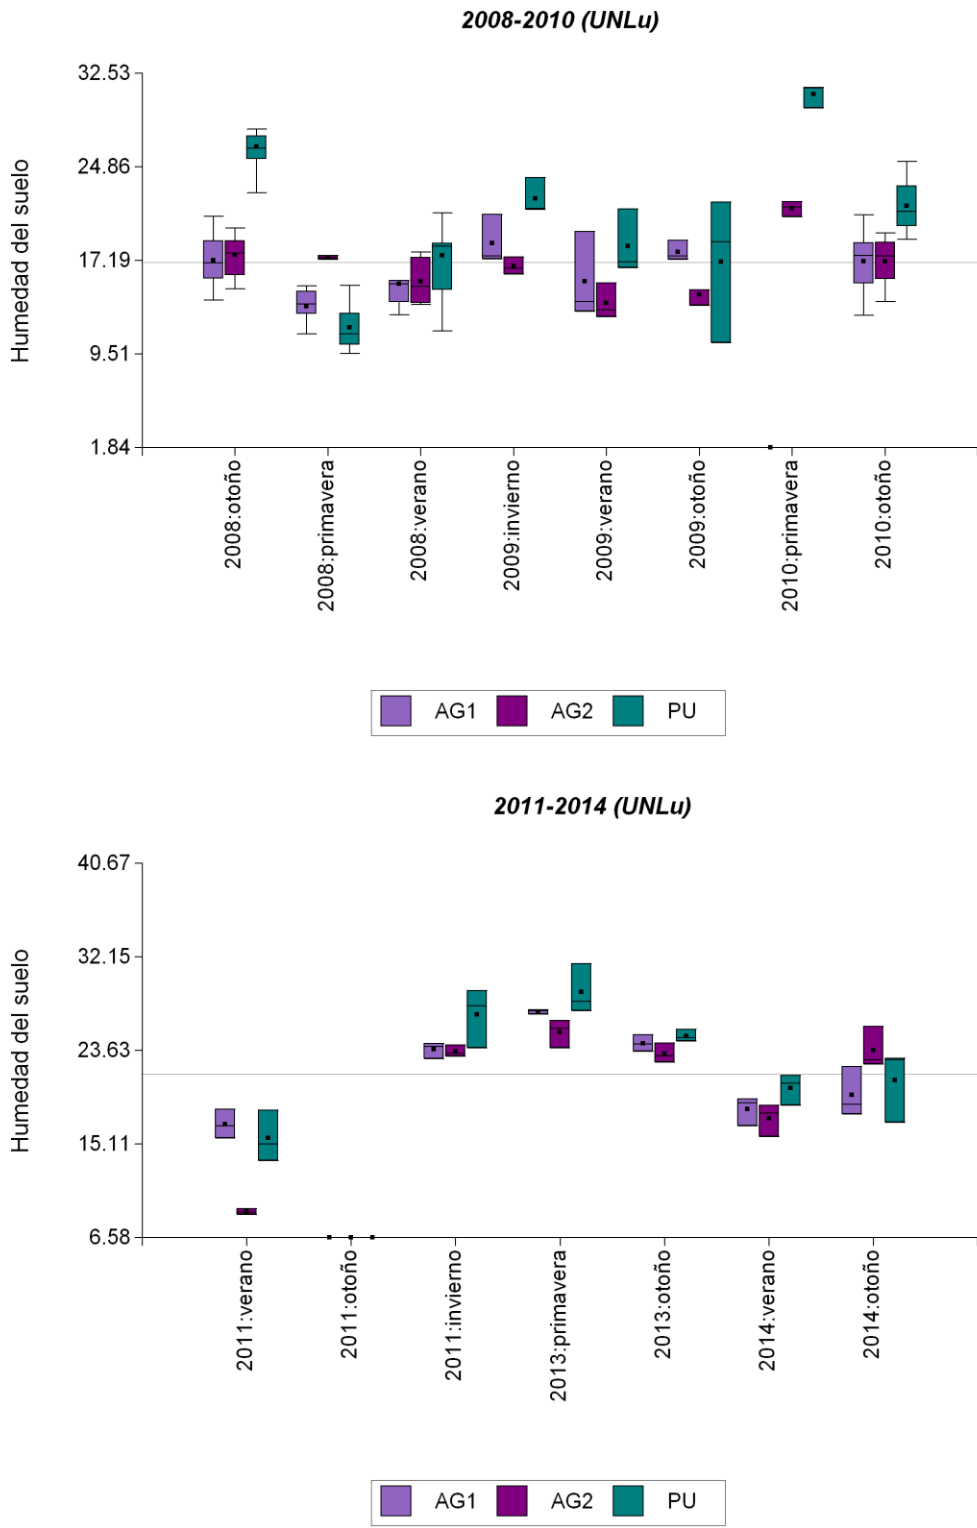 2008-2010 (UNLu)
Humedad del suelo
32.53
24.86
17.19
9.51
1.84
2008:otoño
2008:primavera
2008:verano
2009:invierno
2009:verano
2009:otoño
2010:primavera
2010:otoño
AG1 AG2 PU
2011-2014 (UNLu)
Humedad del suelo
40.67
32.15
23.63
15.11
6.58
2011:verano
2011:otoño
2011:invierno
2013:primavera
2013:otoño
2014:verano
2014:otoño
AG1 AG2 PU